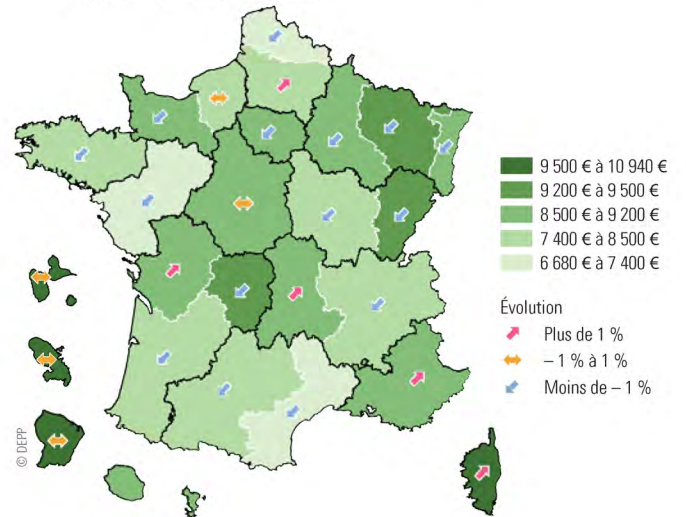 9 500 € à 10 940 €
9 200 € à 9 500 €
8 500 € à 9 200 €
7 400 € à 8 500 €
6 680 € à 7 400 €
Évolution
Plus de 1 %
– 1 % à 1 %
Moins de – 1 %
© DEPP